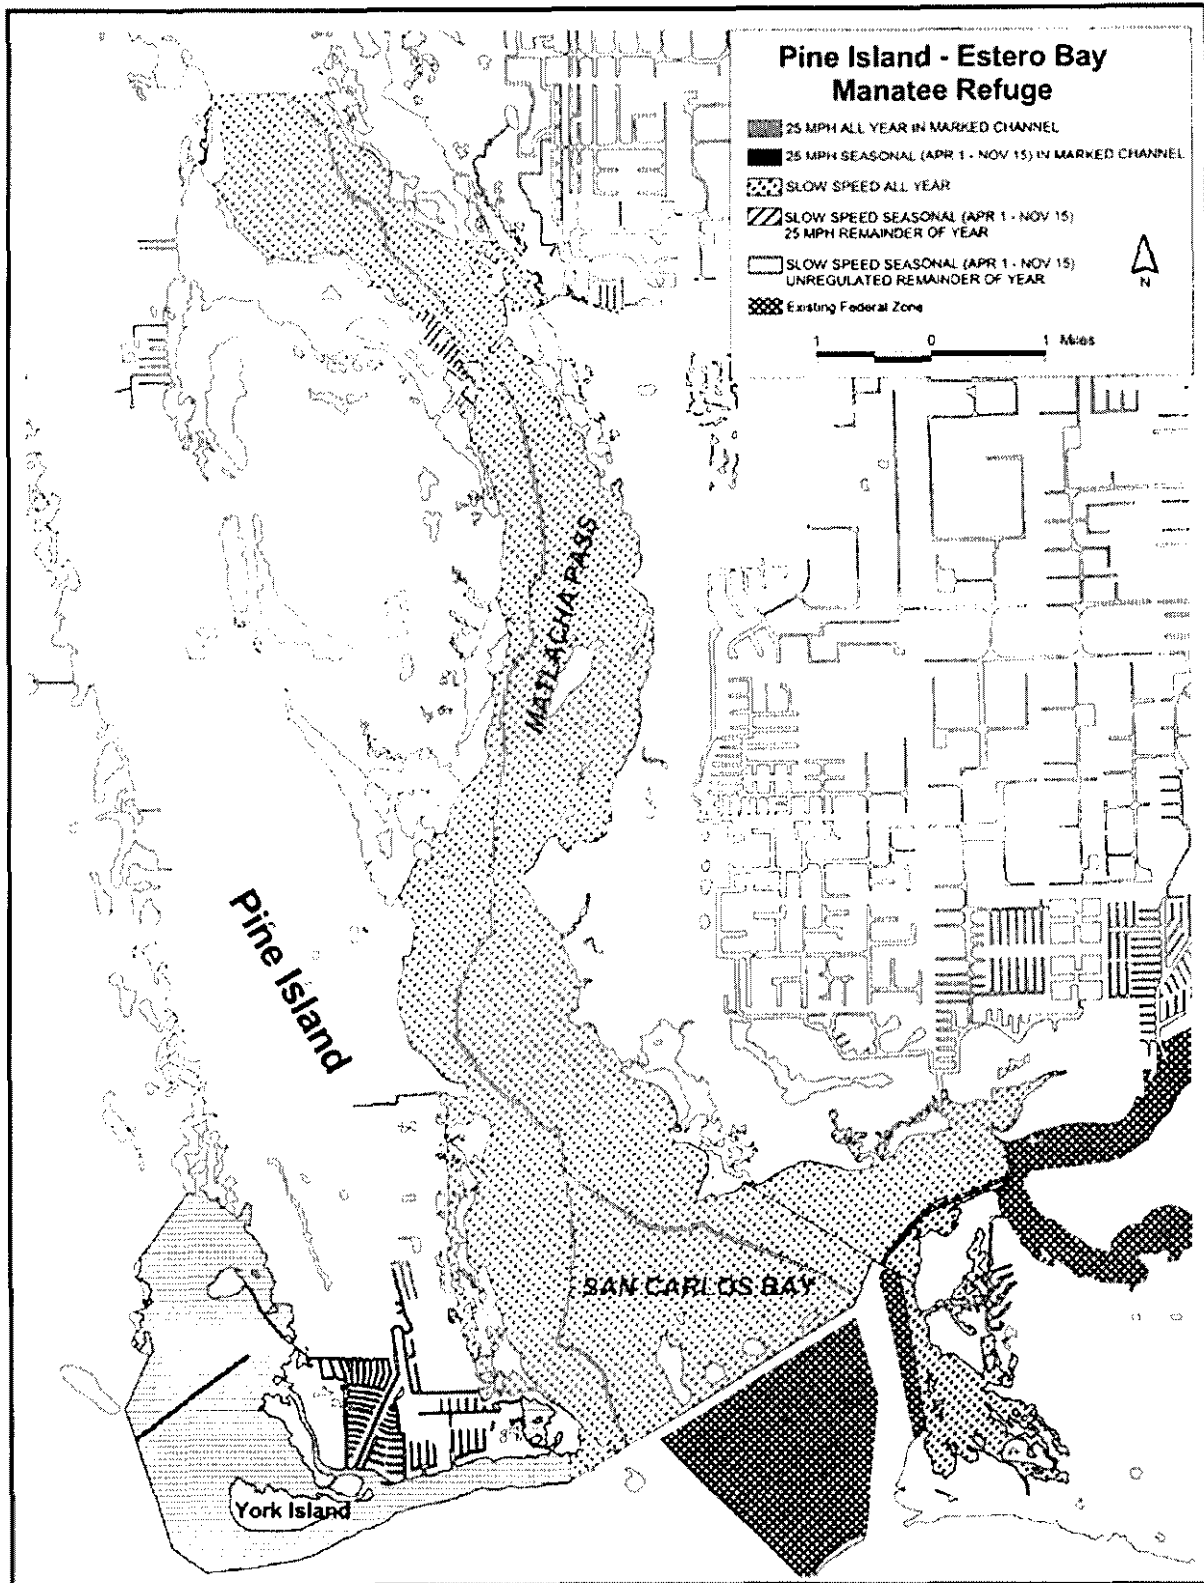 Pine Island - Estero Bay
Manatee Refuge
25 MPH ALL YEAR IN MARKED CHANNEL
25 MPH SEASONAL (APR 1 - NOV 15) IN MARKED CHANNEL
SLOW SPEED ALL YEAR
SLOW SPEED SEASONAL (APR 1 - NOV 15)
25 MPH REMAINDER OF YEAR
SLOW SPEED SEASONAL (APR 1 - NOV 15)
UNREGULATED REMAINDER OF YEAR
Existing Federal Zone
N
1 0 1 Miles
MATLACHA PASS
Pine Island
SAN CARLOS BAY
York Island